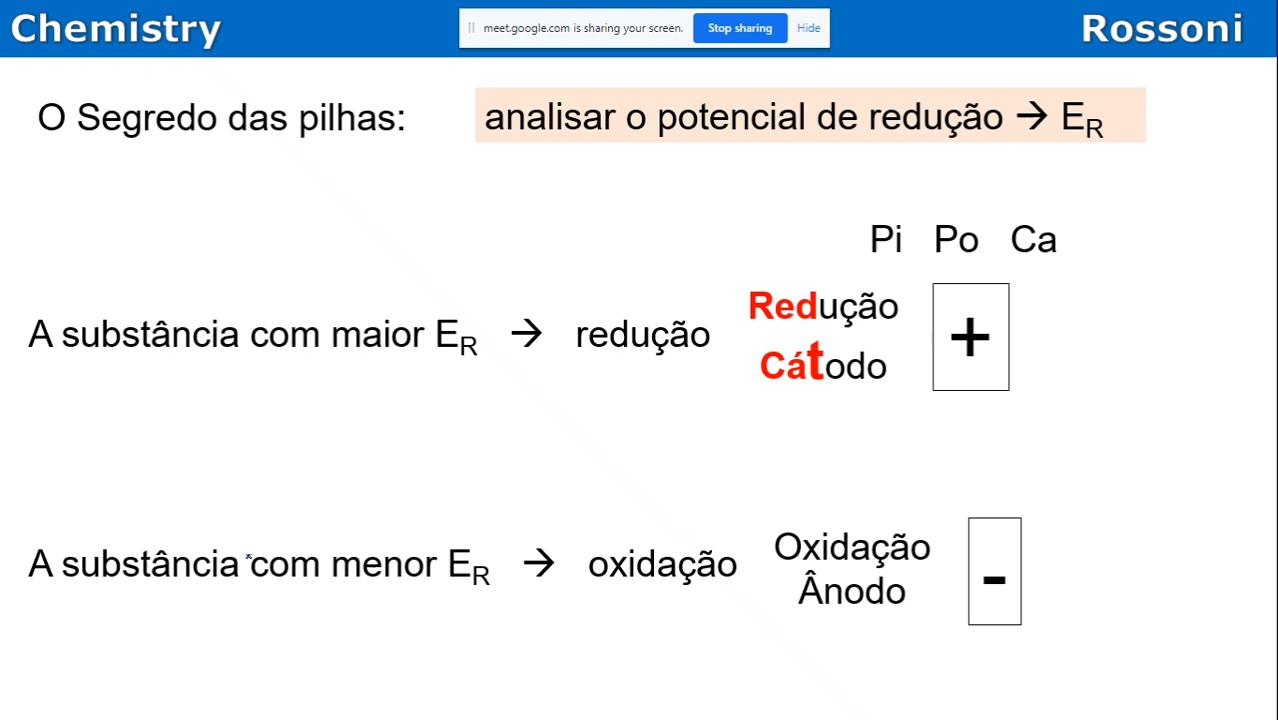 Chemistry
meet.google.com is sharing your screen. Stop sharing Hide
Rossoni
O Segredo das pilhas: analisar o potencial de redução → ER
Pi Po Ca
A substância com maior ER → redução
Redução
Cátodo
+
A substância com menor ER → oxidação
Oxidação
Ânodo
-